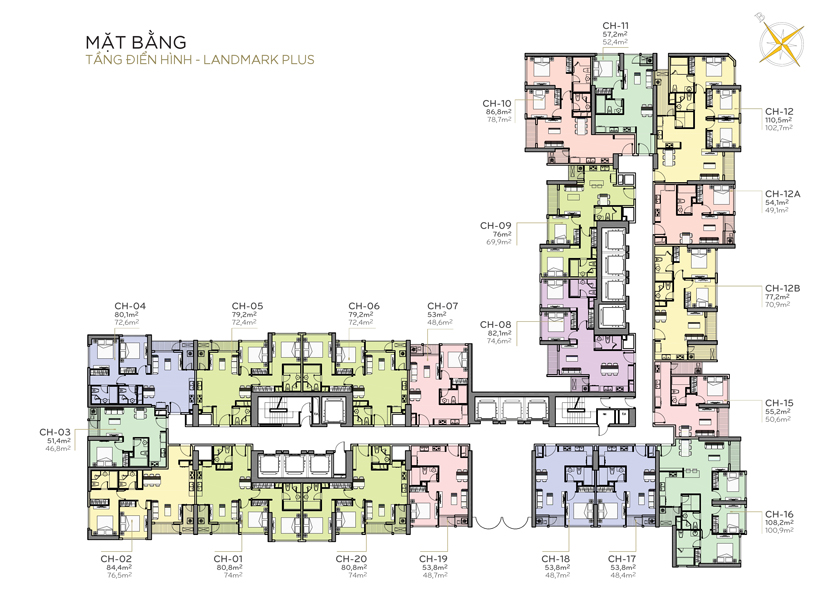 MẶT BẰNG
TẦNG ĐIỂN HÌNH - LANDMARK PLUS
B
CH-11
57,2m²
52,4m²
CH-10
86,8m²
78,7m²
CH-12
110,5m²
102,7m²
CH-12A
54,1m²
49,1m²
CH-09
76m²
69,9m²
CH-12B
77,2m²
70,9m²
CH-04
80,1m²
72,6m²
CH-05
79,2m²
72,4m²
CH-06
79,2m²
72,4m²
CH-07
53m²
48,6m²
CH-08
82,1m²
74,6m²
CH-15
55,2m²
50,6m²
CH-03
51,4m²
46,8m²
CH-16
108,2m²
100,9m²
CH-02
84,4m²
76,5m²
CH-01
80,8m²
74m²
CH-20
80,8m²
74m²
CH-19
53,8m²
48,7m²
CH-18
53,8m²
48,7m²
CH-17
53,8m²
48,4m²